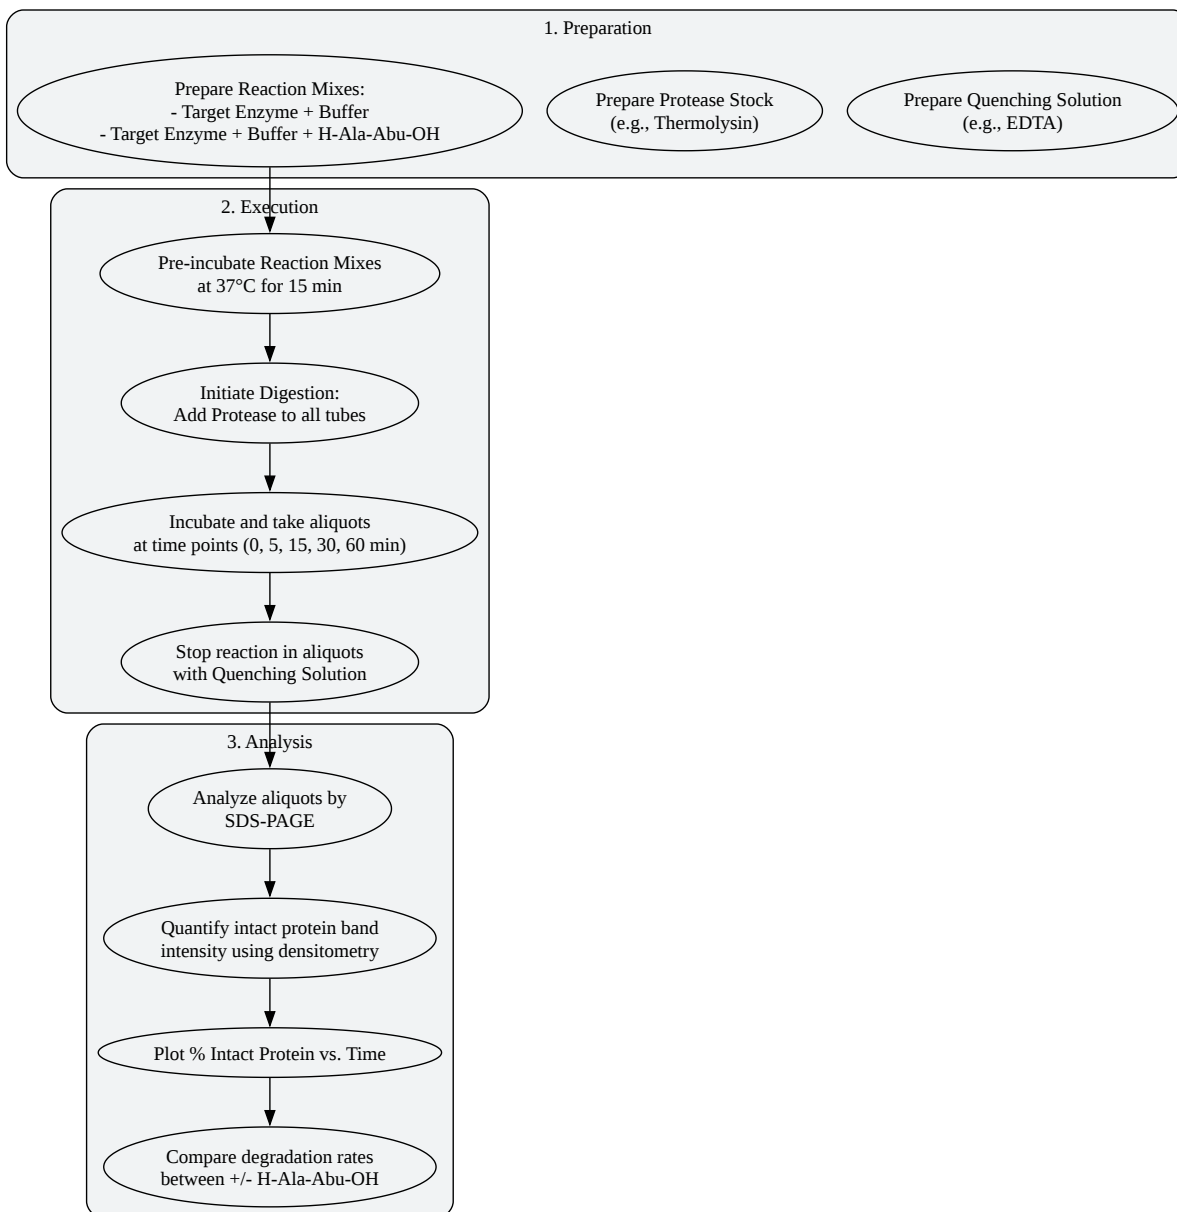 1. Preparation
Prepare Reaction Mixes:
- Target Enzyme + Buffer
- Target Enzyme + Buffer + H-Ala-Abu-OH
Prepare Protease Stock
(e.g., Thermolysin)
Prepare Quenching Solution
(e.g., EDTA)
2. Execution
Pre-incubate Reaction Mixes
at 37°C for 15 min
Initiate Digestion:
Add Protease to all tubes
Incubate and take aliquots
at time points (0, 5, 15, 30, 60 min)
Stop reaction in aliquots
with Quenching Solution
3. Analysis
Analyze aliquots by
SDS-PAGE
Quantify intact protein band
intensity using densitometry
Plot % Intact Protein vs. Time
Compare degradation rates
between +/- H-Ala-Abu-OH